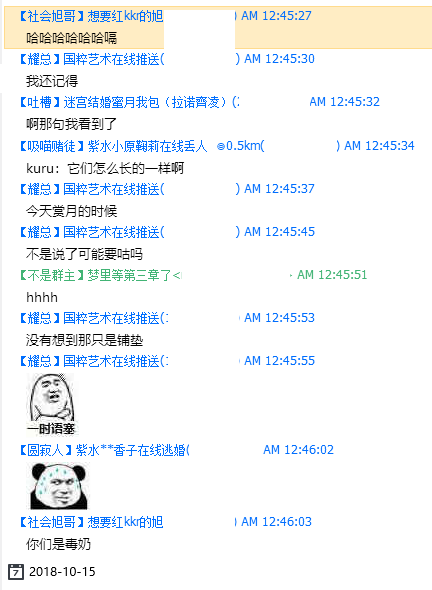 【社会旭哥】想要红kkr的旭 ) AM 12:45:27
哈哈哈哈哈哈嗝
【耀总】国粹艺术在线推送( ) AM 12:45:30
我还记得
【吐槽】迷宫结婚蜜月我包（拉诺齊凌）(: AM 12:45:32
啊那句我看到了
【吸喵赌徒】紫水小原鞠莉在线丢人 ⊙0.5km( ) AM 12:45:34
kuru：它们怎么长的一样啊
【耀总】国粹艺术在线推送( ) AM 12:45:37
今天赏月的时候
【耀总】国粹艺术在线推送( ) AM 12:45:45
不是说了可能要咕吗
【不是群主】梦里等第三章了< AM 12:45:51
hhhh
【耀总】国粹艺术在线推送(: ) AM 12:45:53
没有想到那只是铺垫
【耀总】国粹艺术在线推送(: AM 12:45:55
一时语塞
【圆寂人】紫水**香子在线逃婚( AM 12:46:02
【社会旭哥】想要红kkr的旭 ) AM 12:46:03
你们是毒奶
7 2018-10-15